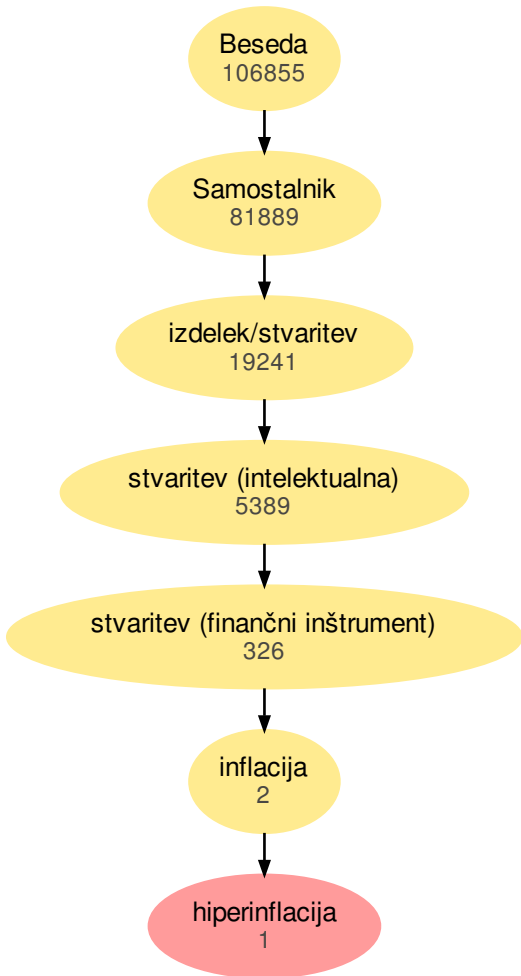 Beseda
106855
Samostalnik
81889
izdelek/stvaritev
19241
stvaritev (intelektualna)
5389
stvaritev (finančni inštrument)
326
inflacija
2
hiperinflacija
1